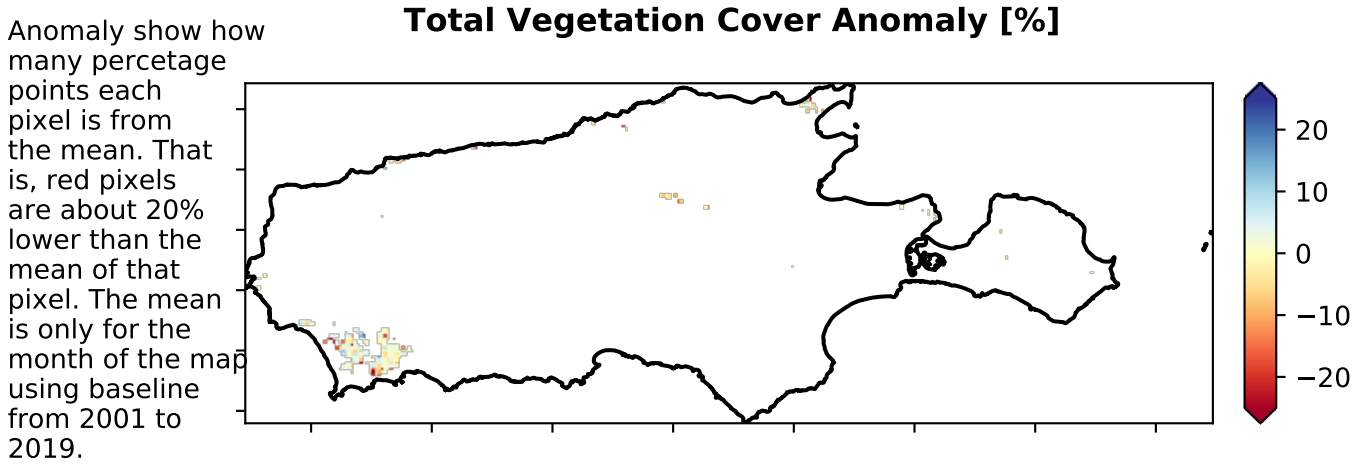 Total Vegetation Cover Anomaly [%]
Anomaly show how
many percetage
points each
pixel is from
the mean. That
is, red pixels
are about 20%
lower than the
mean of that
pixel. The mean
is only for the
month of the map
using baseline
from 2001 to
2019.
20
10
0
−10
−20